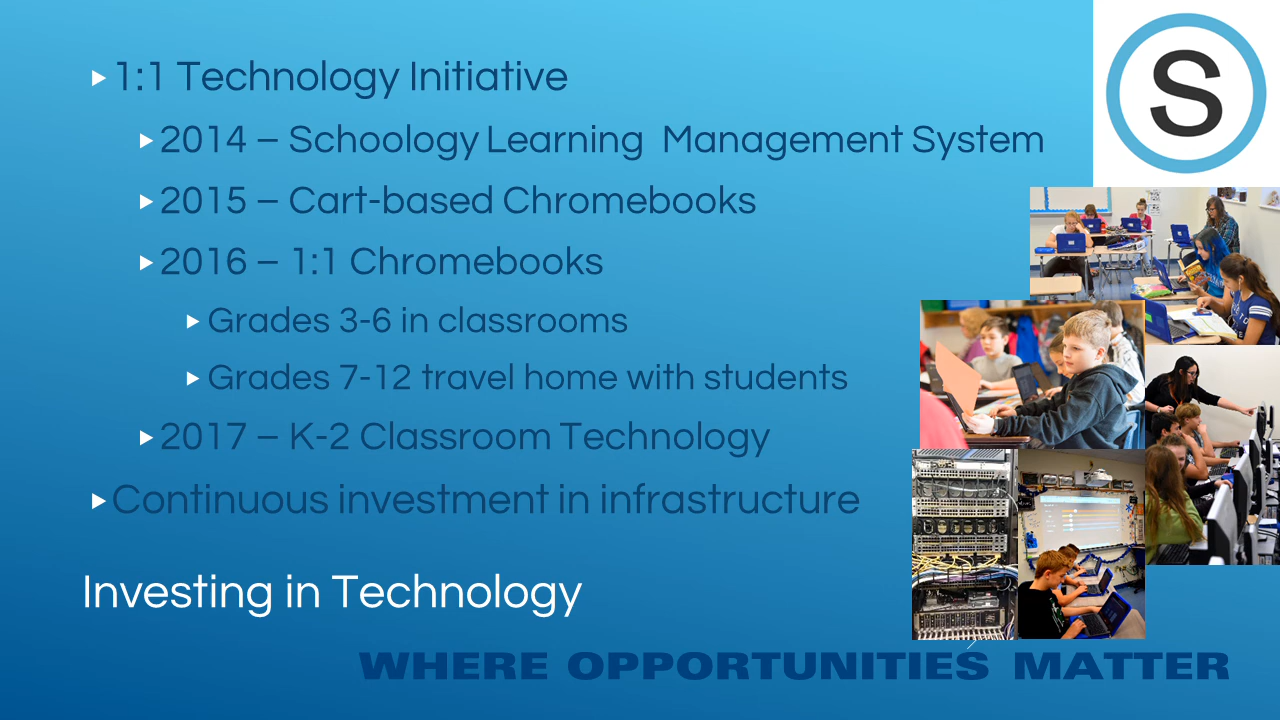 1:1 Technology Initiative
2014 – Schoology Learning  Management System
2015 – Cart-based Chromebooks
2016 – 1:1 Chromebooks
Grades 3-6 in classrooms
Grades 7-12 travel home with students
2017 – K-2 Classroom Technology
Continuous investment in infrastructure
Investing in Technology
WHERE OPPORTUNITIES MATTER
S